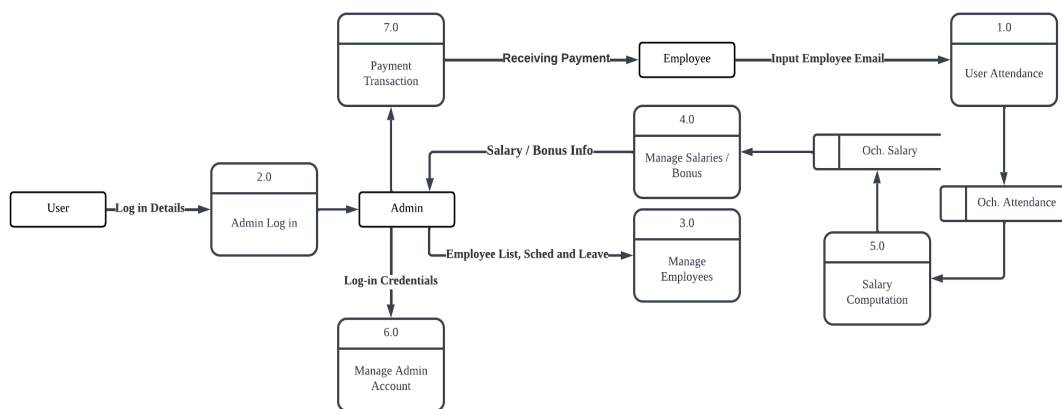 7.0
Payment
Transaction
Receiving Payment
Employee
Input Employee Email
1.0
User Attendance
4.0
Manage Salaries /
Bonus
Salary / Bonus Info
Och. Salary
2.0
Admin Log in
User
Log in Details
Admin
Och. Attendance
3.0
Manage
Employees
Employee List, Sched and Leave
5.0
Salary
Computation
Log-in Credentials
6.0
Manage Admin
Account